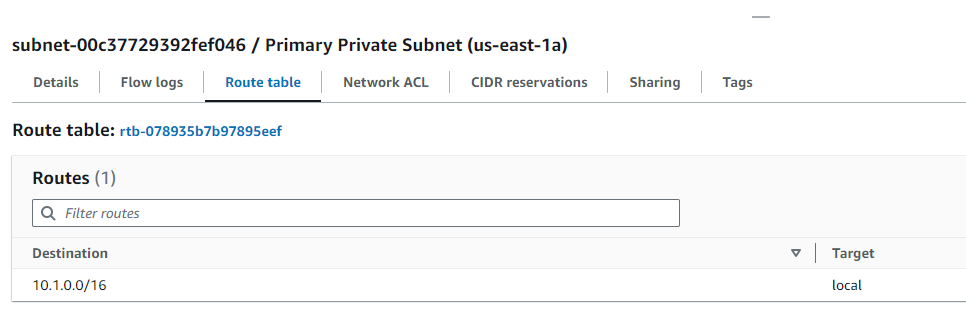 subnet-00c37729392fef046 / Primary Private Subnet (us-east-1a)
Details Flow logs Route table Network ACL CIDR reservations Sharing Tags
Route table: rtb-078935b7b97895eef
Routes (1)
Filter routes
Destination Target
10.1.0.0/16 local